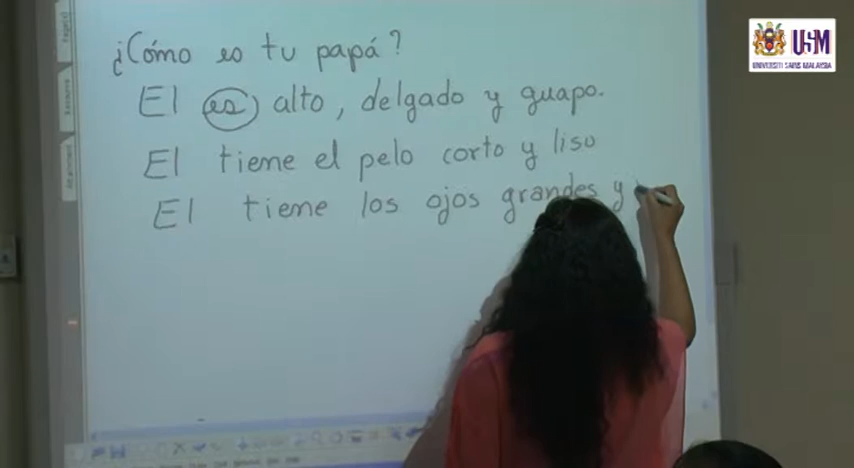 ¿Cómo es tu papá?
El es alto, delgado y guapo.
El tiene el pelo corto y liso
El tiene los ojos grandes y
USM
UNIVERSITI SAINS MALAYSIA